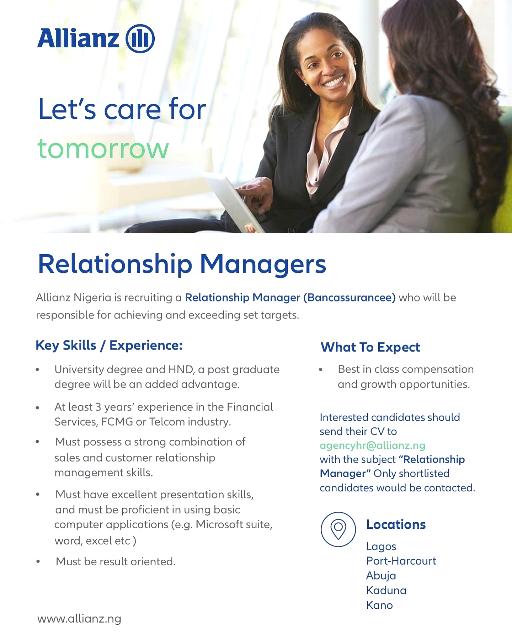 Allianz
Let's care for
tomorrow
Relationship Managers
Allianz Nigeria is recruiting a Relationship Manager (Bancassurancee) who will be
responsible for achieving and exceeding set targets.
Key Skills / Experience:
• University degree and HND, a post graduate
degree will be an added advantage.
• At least 3 years' experience in the Financial
Services, FCMG or Telcom industry.
• Must possess a strong combination of
sales and customer relationship
management skills.
• Must have excellent presentation skills,
and must be proficient in using basic
computer applications (e.g. Microsoft suite,
word, excel etc )
• Must be result oriented.
What To Expect
• Best in class compensation
and growth opportunities.
Interested candidates should
send their CV to
agencyhr@allianz.ng
with the subject "Relationship
Manager" Only shortlisted
candidates would be contacted.
Locations
Lagos
Port-Harcourt
Abuja
Kaduna
Kano
www.allianz.ng